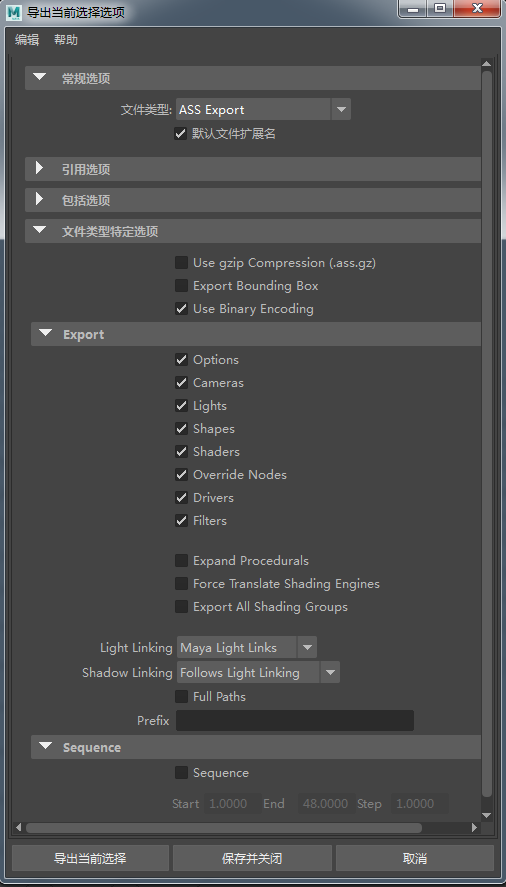 导出当前选择选项
编辑 帮助
常规选项
文件类型: ASS Export
默认文件扩展名
引用选项
包括选项
文件类型特定选项
Use gzip Compression (.ass.gz)
Export Bounding Box
Use Binary Encoding
Export
Options
Cameras
Lights
Shapes
Shaders
Override Nodes
Drivers
Filters
Expand Procedurals
Force Translate Shading Engines
Export All Shading Groups
Light Linking Maya Light Links
Shadow Linking Follows Light Linking
Full Paths
Prefix
Sequence
Sequence
Start 1.0000 End 48.0000 Step 1.0000
导出当前选择 保存并关闭 取消